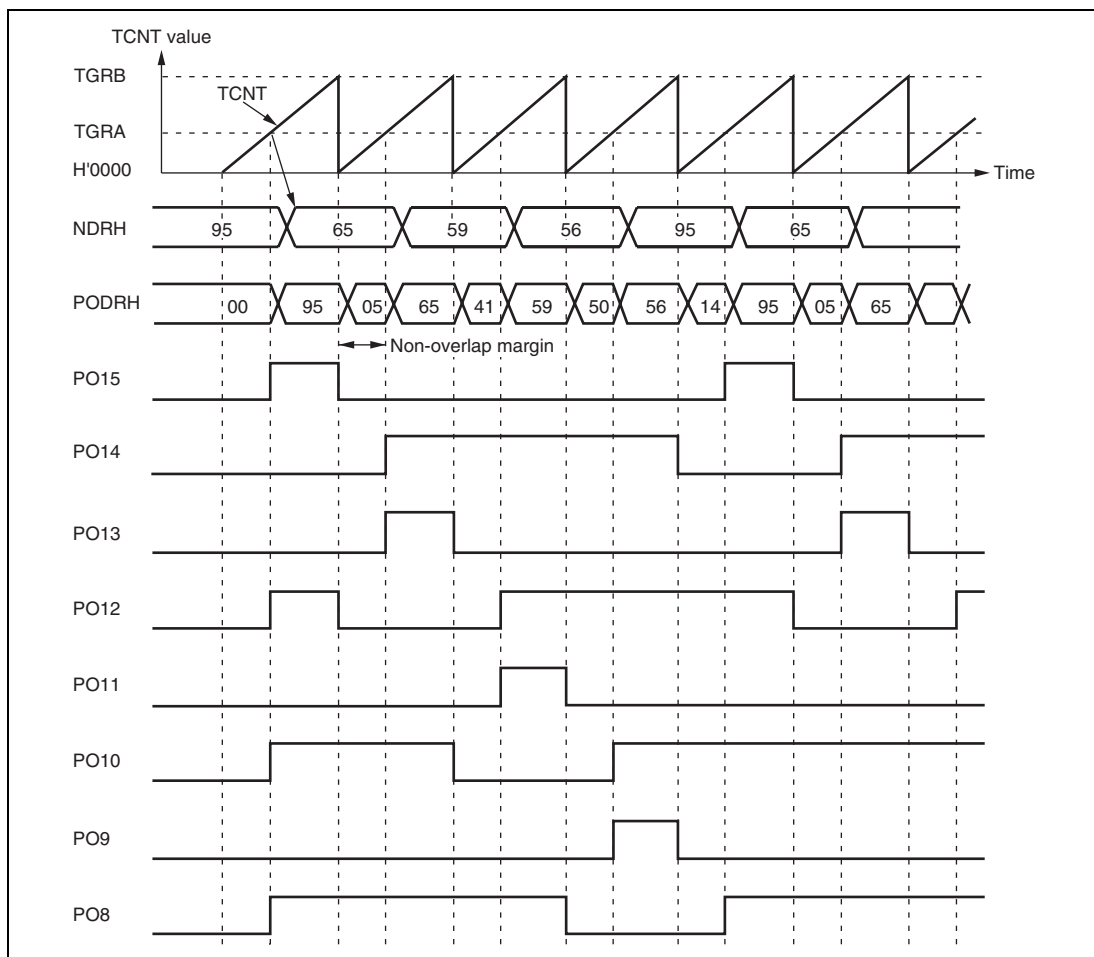 TCNT value
TGRB
TCNT
TGRA
H'0000
Time
NDRH
95 65 59 56 95 65
PODRH
00 95 05 65 41 59 50 56 14 95 05 65
Non-overlap margin
PO15
PO14
PO13
PO12
PO11
PO10
PO9
PO8